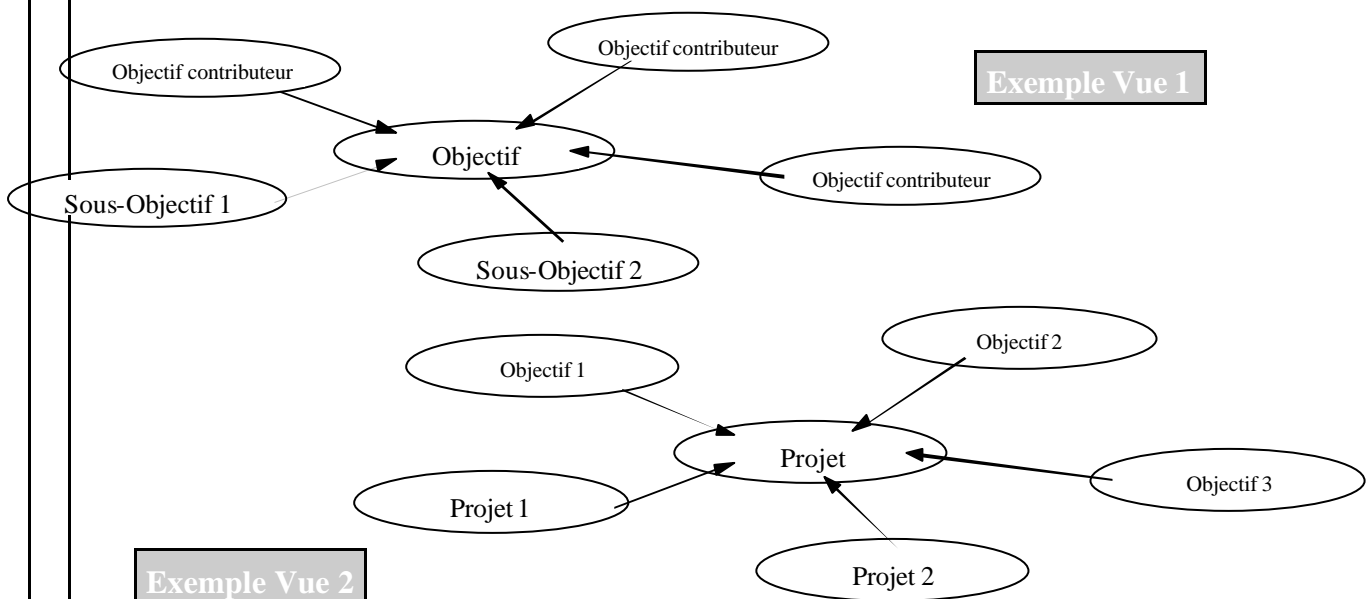 Objectif contributeur
Objectif contributeur
Exemple Vue 1
Objectif
Objectif contributeur
Sous-Objectif 1
Sous-Objectif 2
Objectif 2
Objectif 1
Projet
Objectif 3
Projet 1
Projet 2
Exemple Vue 2